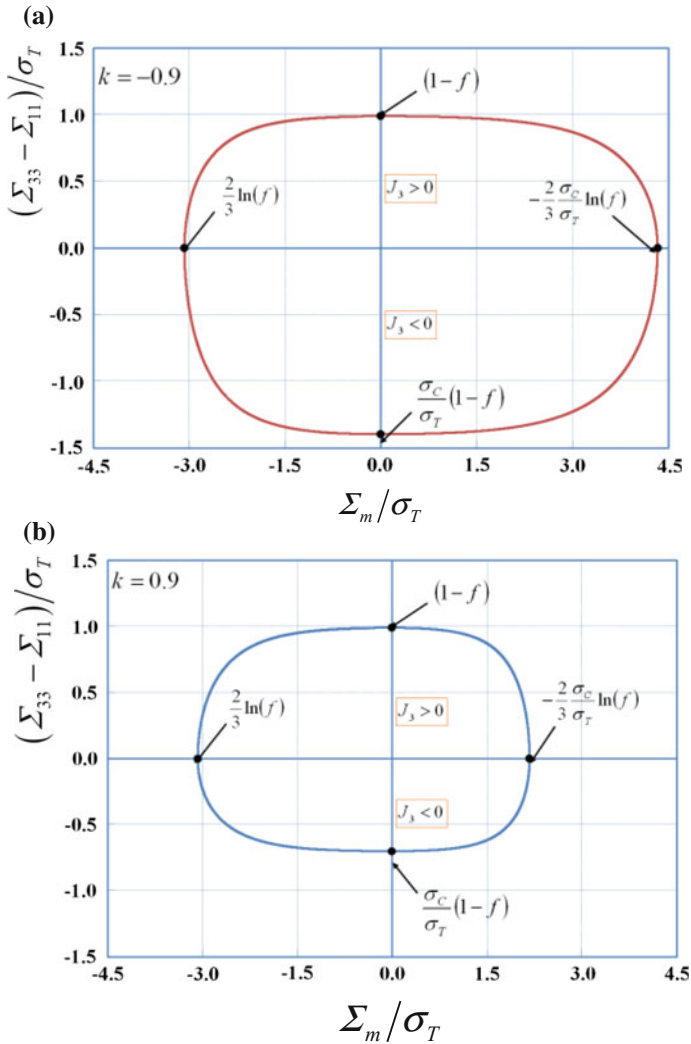 (a)
1.5
k = −0.9
(1−f)
1.0
(Σ₃₃ − Σ₁₁)/σ_T
0.5
J₃ > 0
2/3 ln(f)
−2/3 σ_C/σ_T ln(f)
0.0
-0.5
J₃ < 0
-1.0
σ_C/σ_T (1−f)
-1.5
-4.5 -3.0 -1.5 0.0 1.5 3.0 4.5
Σ_m/σ_T
(b)
1.5
k = 0.9
(1−f)
1.0
(Σ₃₃ − Σ₁₁)/σ_T
0.5
2/3 ln(f)
J₃ > 0
−2/3 σ_C/σ_T ln(f)
0.0
J₃ < 0
-0.5
-1.0
σ_C/σ_T (1−f)
-1.5
-4.5 -3.0 -1.5 0.0 1.5 3.0 4.5
Σ_m/σ_T